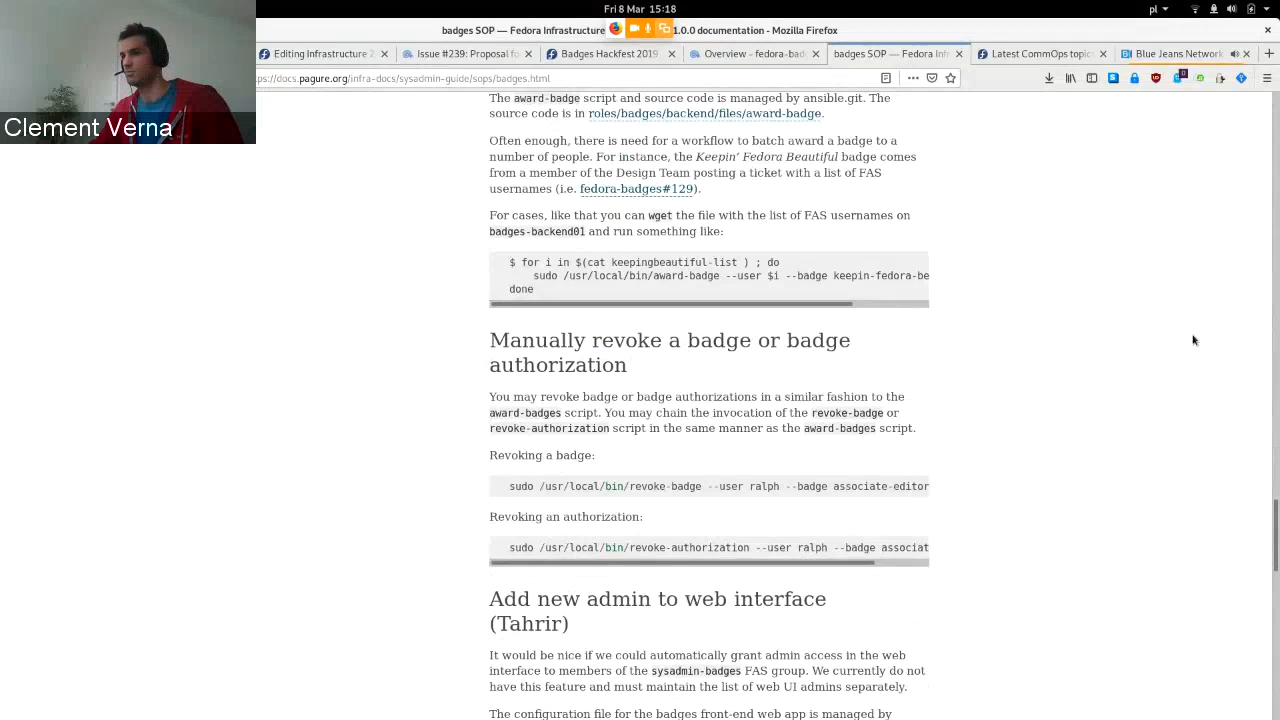 Fri 8 Mar 15:18
pl
badges SOP — Fedora Infrastructure 1.0.0 documentation - Mozilla Firefox
Editing Infrastructure 2
Issue #239: Proposal fo
Badges Hackfest 2019
Overview – fedora-bad
badges SOP — Fedora Inf
Latest CommOps topics
Blue Jeans Network
ps://docs.pagure.org/infra-docs/sysadmin-guide/sops/badges.html
0
Clement Verna
The award-badge script and source code is managed by ansible.git. The
source code is in roles/badges/backend/files/award-badge.
Often enough, there is need for a workflow to batch award a badge to a
number of people. For instance, the Keepin’ Fedora Beautiful badge comes
from a member of the Design Team posting a ticket with a list of FAS
usernames (i.e. fedora-badges#129).
For cases, like that you can wget the file with the list of FAS usernames on
badges-backend01 and run something like:
$ for i in $(cat keepingbeautiful-list ) ; do
sudo /usr/local/bin/award-badge --user $i --badge keepin-fedora-be
done
Manually revoke a badge or badge
authorization
You may revoke badge or badge authorizations in a similar fashion to the
award-badges script. You may chain the invocation of the revoke-badge or
revoke-authorization script in the same manner as the award-badges script.
Revoking a badge:
sudo /usr/local/bin/revoke-badge --user ralph --badge associate-editor
Revoking an authorization:
sudo /usr/local/bin/revoke-authorization --user ralph --badge associat
Add new admin to web interface
(Tahrir)
It would be nice if we could automatically grant admin access in the web
interface to members of the sysadmin-badges FAS group. We currently do not
have this feature and must maintain the list of web UI admins separately.
The configuration file for the badges front-end web app is managed by